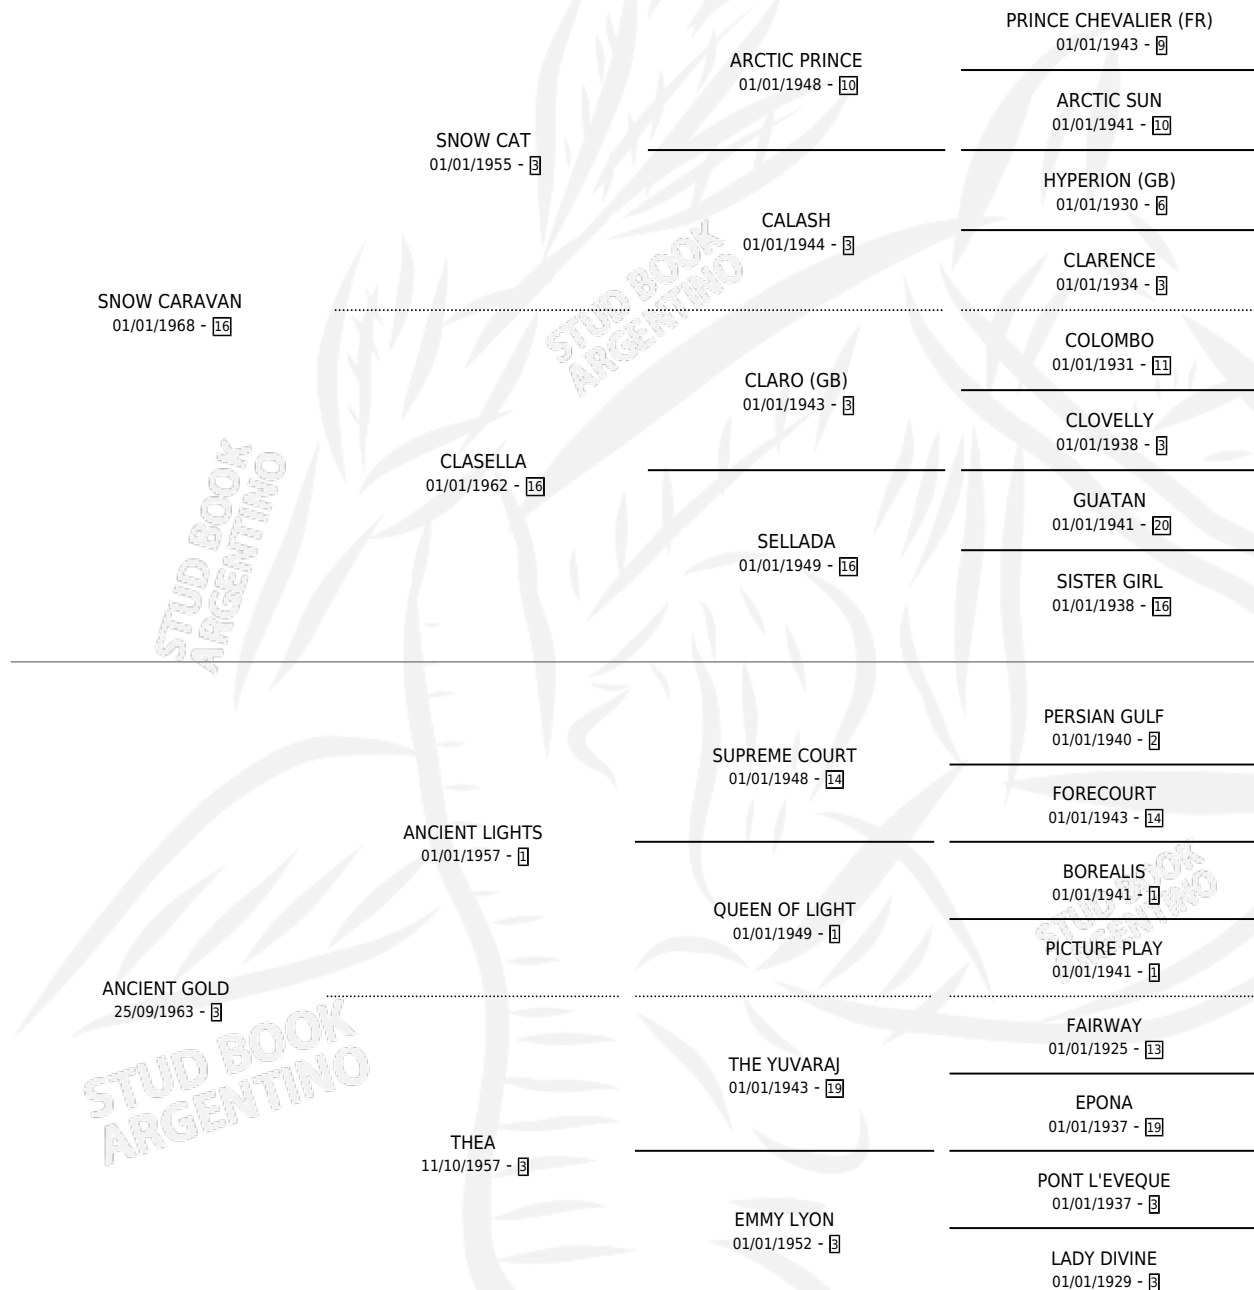 PRINCE CHEVALIER (FR)
01/01/1943 - 9
ARCTIC PRINCE
01/01/1948 - 10
ARCTIC SUN
01/01/1941 - 10
SNOW CAT
01/01/1955 - 3
HYPERION (GB)
01/01/1930 - 6
CALASH
01/01/1944 - 3
CLARENCE
01/01/1934 - 3
SNOW CARAVAN
01/01/1968 - 16
COLOMBO
01/01/1931 - 11
CLARO (GB)
01/01/1943 - 3
CLOVELLY
01/01/1938 - 3
CLASELLA
01/01/1962 - 16
GUATAN
01/01/1941 - 20
SELLADA
01/01/1949 - 16
SISTER GIRL
01/01/1938 - 16
PERSIAN GULF
01/01/1940 - 2
SUPREME COURT
01/01/1948 - 14
FORECOURT
01/01/1943 - 14
ANCIENT LIGHTS
01/01/1957 - 1
BOREALIS
01/01/1941 - 1
QUEEN OF LIGHT
01/01/1949 - 1
PICTURE PLAY
01/01/1941 - 1
ANCIENT GOLD
25/09/1963 - 3
FAIRWAY
01/01/1925 - 13
THE YUVARAJ
01/01/1943 - 19
EPONA
01/01/1937 - 19
THEA
11/10/1957 - 3
PONT L'EVEQUE
01/01/1937 - 3
EMMY LYON
01/01/1952 - 3
LADY DIVINE
01/01/1929 - 3
STUD BOOK
ARGENTINO
STUD BOOK
ARGENTINO
STUD BOOK
ARGENTINO
STUD BOOK
ARGENTINO